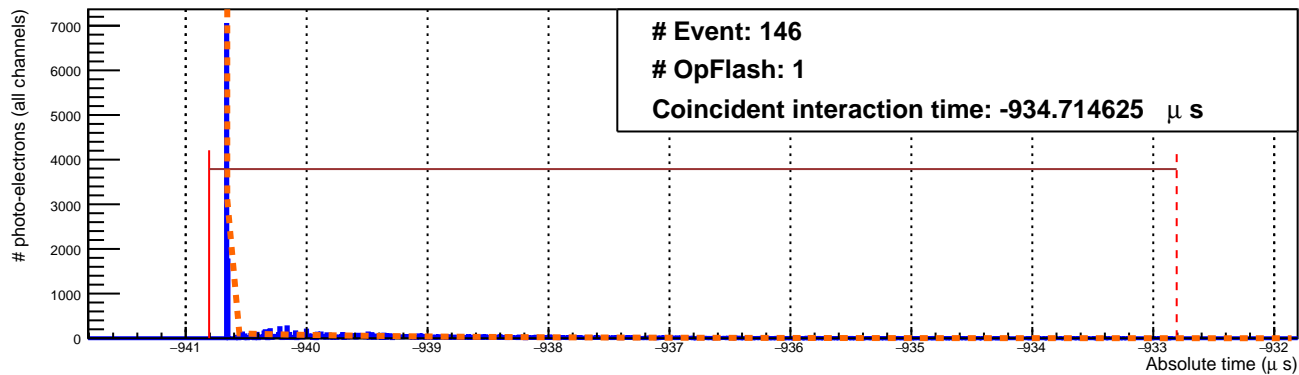 # Event: 146
# OpFlash: 1
Coincident interaction time: -934.714625 μ s
# photo-electrons (all channels)
7000
6000
5000
4000
3000
2000
1000
0
−941 −940 −939 −938 −937 −936 −935 −934 −933 −932
Absolute time (μ s)